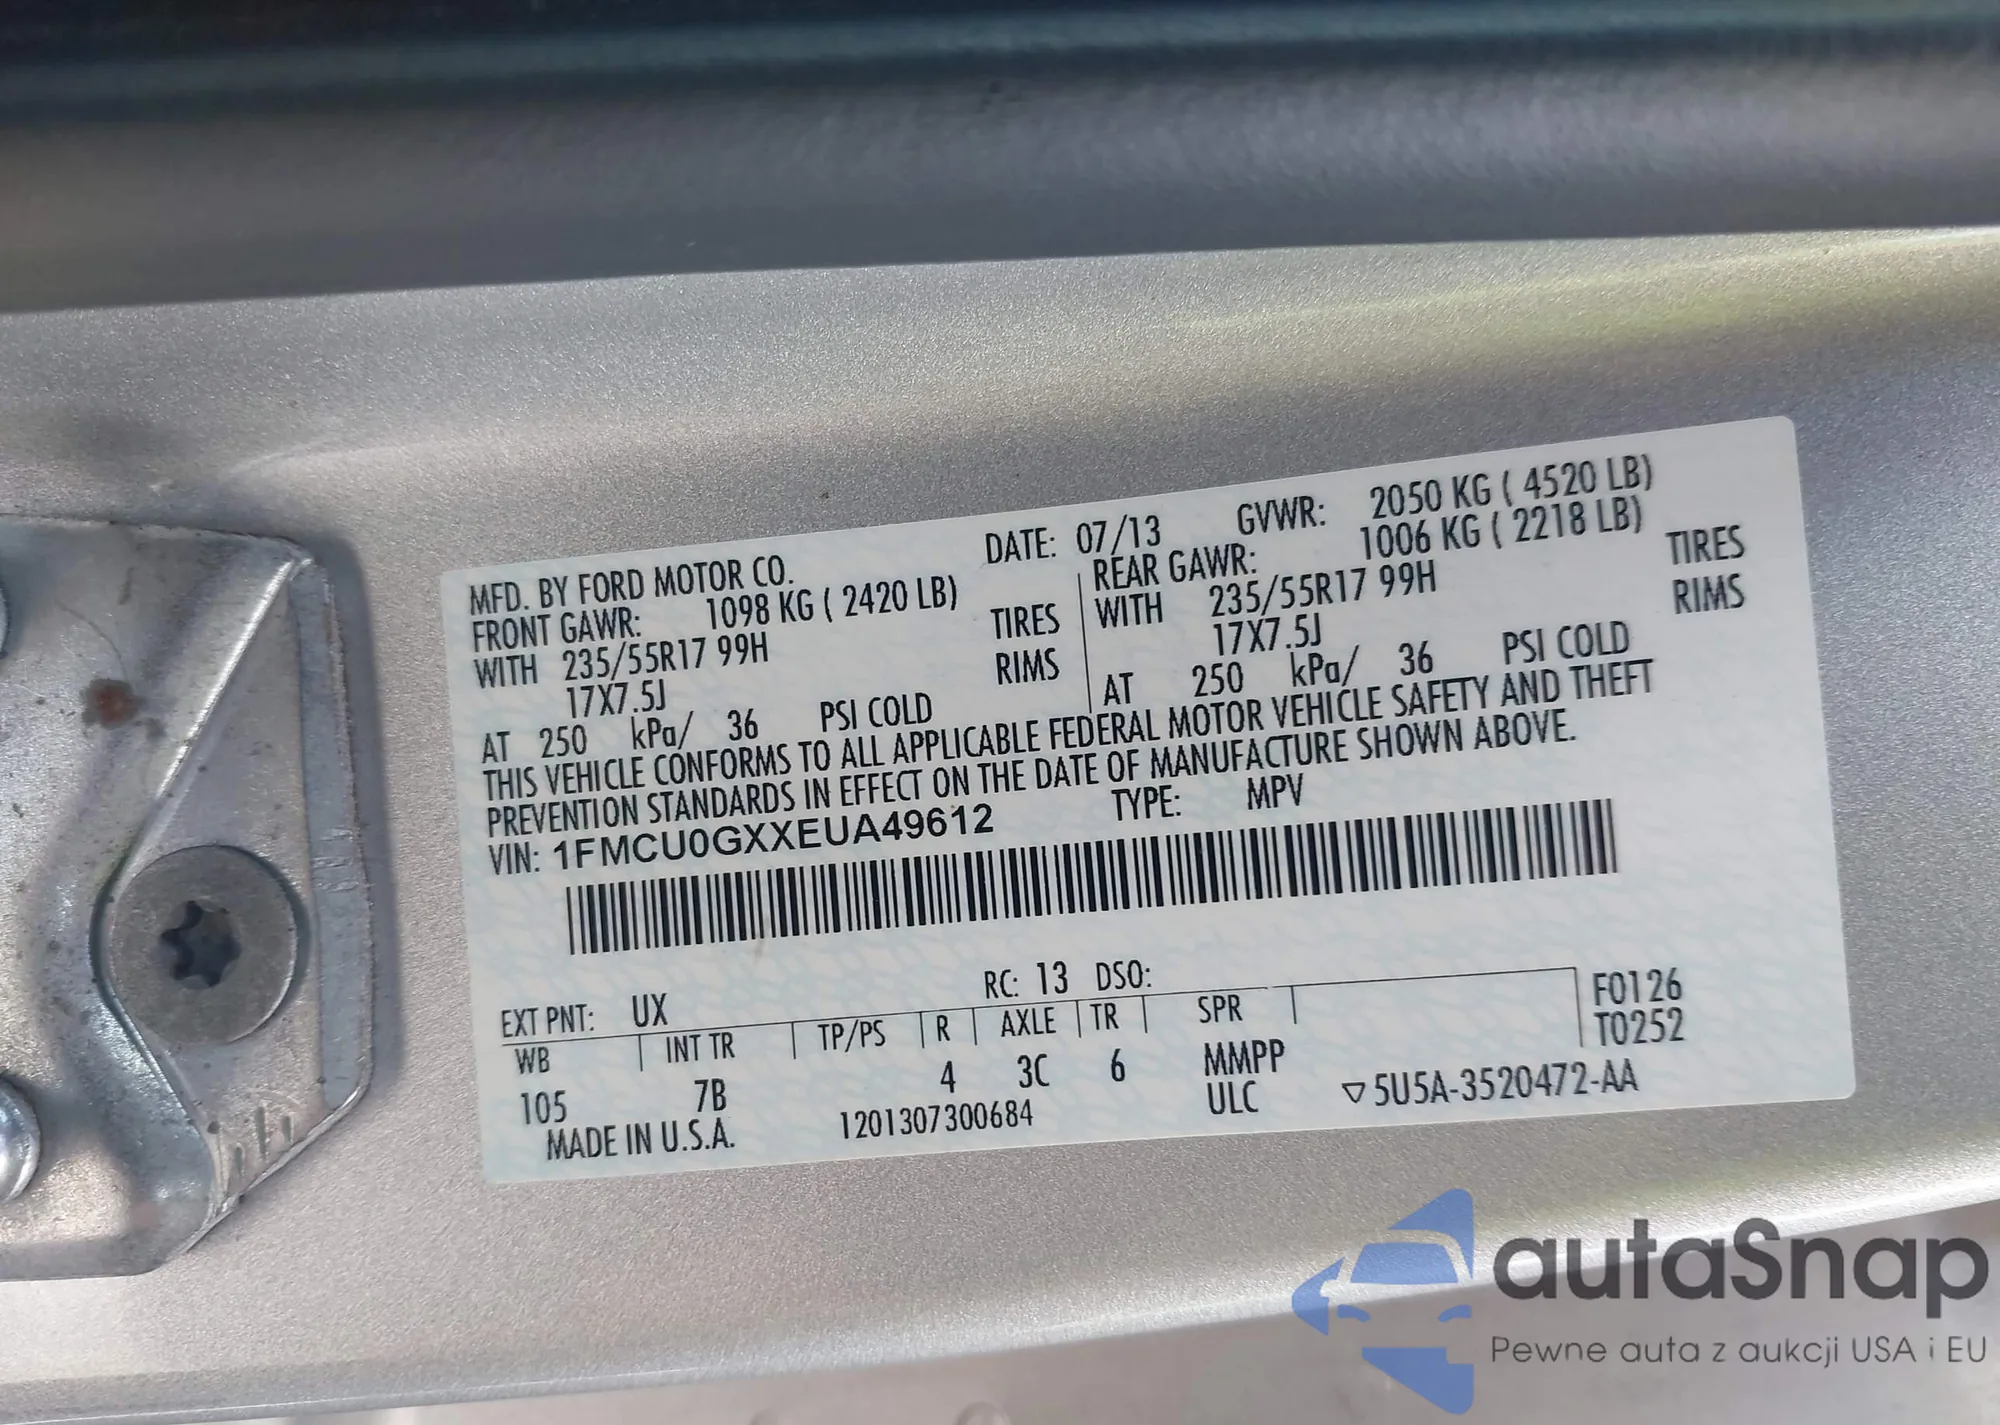 MFD. BY FORD MOTOR CO. DATE: 07/13 GVWR: 2050 KG ( 4520 LB)
FRONT GAWR: 1098 KG ( 2420 LB) REAR GAWR: 1006 KG ( 2218 LB)
WITH 235/55R17 99H TIRES WITH 235/55R17 99H TIRES
17X7.5J RIMS 17X7.5J RIMS
AT 250 kPa/ 36 PSI COLD AT 250 kPa/ 36 PSI COLD
THIS VEHICLE CONFORMS TO ALL APPLICABLE FEDERAL MOTOR VEHICLE SAFETY AND THEFT
PREVENTION STANDARDS IN EFFECT ON THE DATE OF MANUFACTURE SHOWN ABOVE.
VIN: 1FMCU0GXXEUA49612 TYPE: MPV
EXT PNT: UX RC: 13 DSO: F0126
WB INT TR TP/PS R AXLE TR SPR T0252
105 7B 4 3C 6 MMPP
ULC ▽5U5A-3520472-AA
MADE IN U.S.A. 1201307300684
autaSnap
Pewne auta z aukcji USA i EU